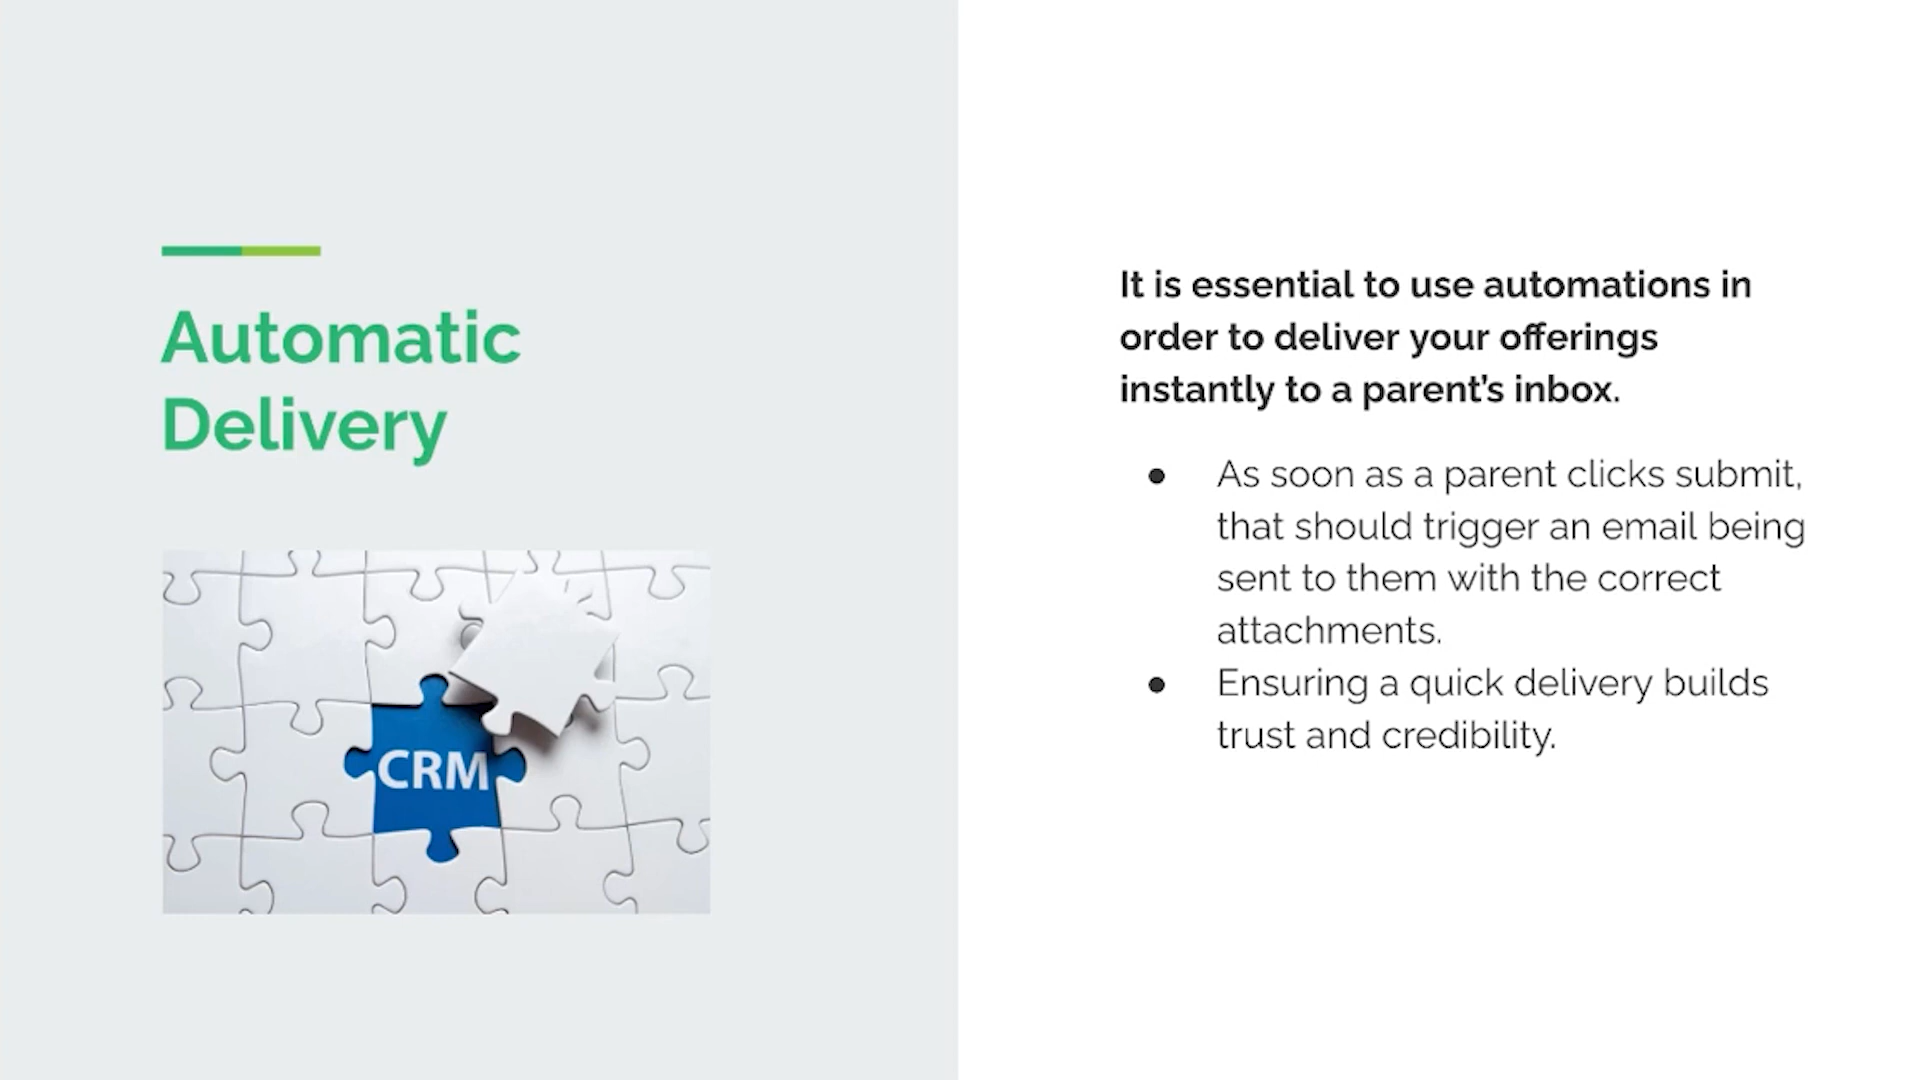 Automatic
Delivery
CRM
It is essential to use automations in
order to deliver your offerings
instantly to a parent’s inbox.
● As soon as a parent clicks submit,
that should trigger an email being
sent to them with the correct
attachments.
● Ensuring a quick delivery builds
trust and credibility.